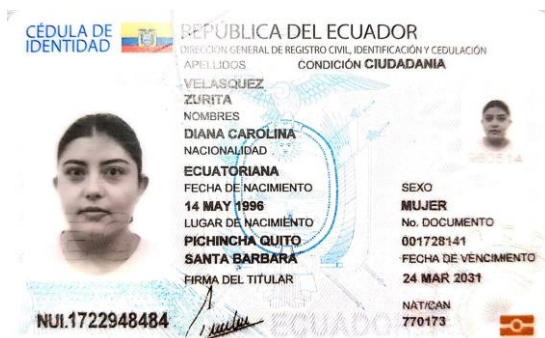 CÉDULA DE
IDENTIDAD
REPÚBLICA DEL ECUADOR
DIRECCIÓN GENERAL DE REGISTRO CIVIL, IDENTIFICACIÓN Y CEDULACIÓN
APELLIDOS
CONDICIÓN CIUDADANIA
VELASQUEZ
ZURITA
NOMBRES
DIANA CAROLINA
NACIONALIDAD
ECUATORIANA
FECHA DE NACIMIENTO
14 MAY 1996
LUGAR DE NACIMIENTO
PICHINCHA QUITO
SANTA BARBARA
FIRMA DEL TITULAR
SEXO
MUJER
No. DOCUMENTO
001728141
FECHA DE VENCIMIENTO
24 MAR 2031
NAT/CAN
770173
NUI.1722948484
ECUADOR